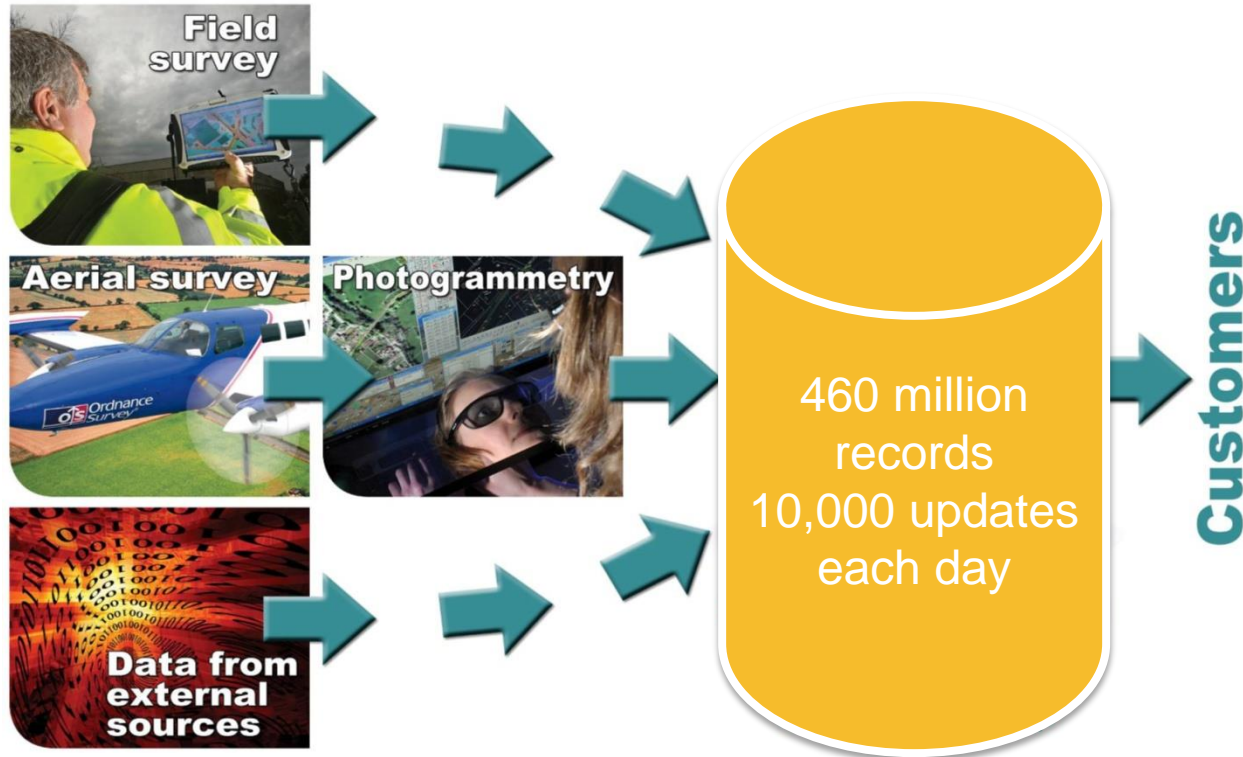 Field
survey
Aerial survey
Photogrammetry
OS Ordnance
Survey
Data from
external
sources
460 million
records
10,000 updates
each day
Customers